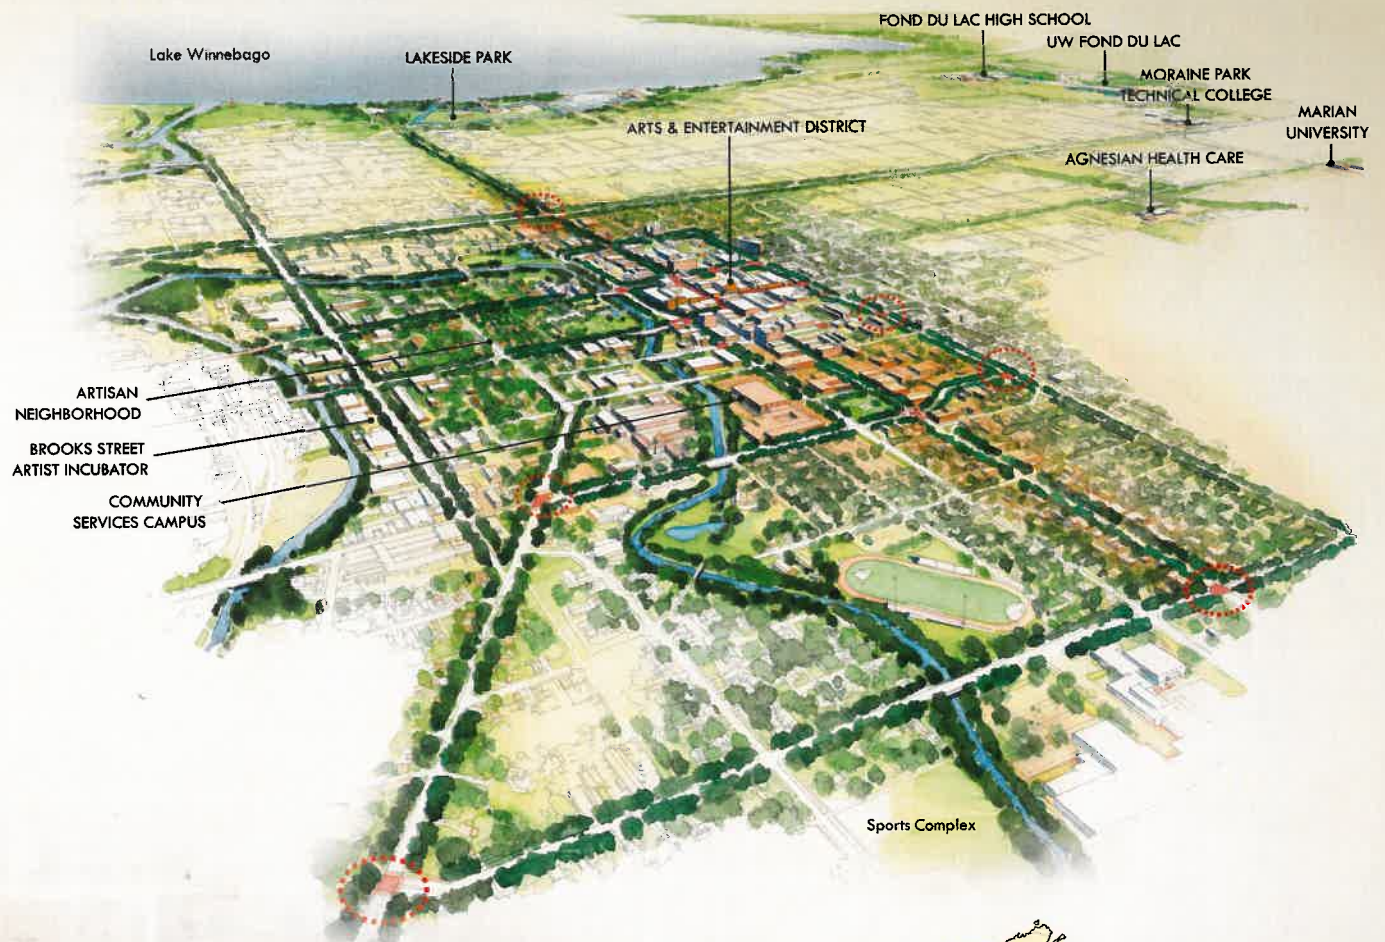 FOND DU LAC HIGH SCHOOL
UW FOND DU LAC
Lake Winnebago
LAKESIDE PARK
MORAINE PARK
TECHNICAL COLLEGE
MARIAN
UNIVERSITY
ARTS & ENTERTAINMENT DISTRICT
AGNESIAN HEALTH CARE
ARTISAN
NEIGHBORHOOD
BROOKS STREET
ARTIST INCUBATOR
COMMUNITY
SERVICES CAMPUS
Sports Complex